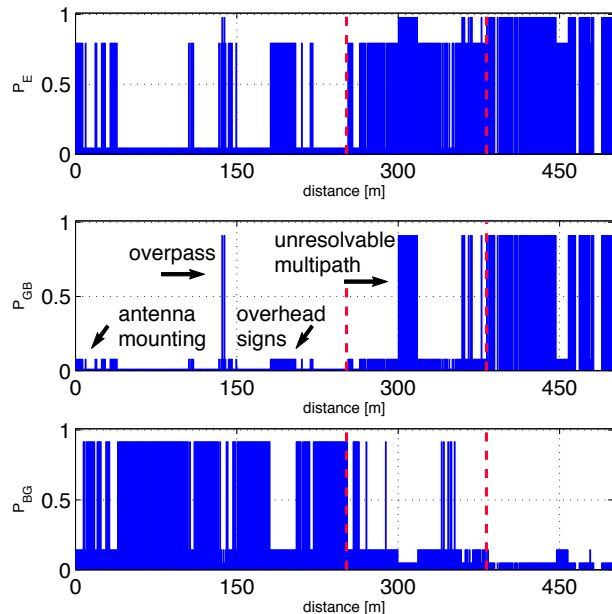 1
P_E
0.5
0
0 150 300 450
distance [m]
1
overpass
unresolvable
multipath
P_GB
0.5
antenna
mounting
overhead
signs
0
0 150 300 450
distance [m]
1
P_BG
0.5
0
0 150 300 450
distance [m]